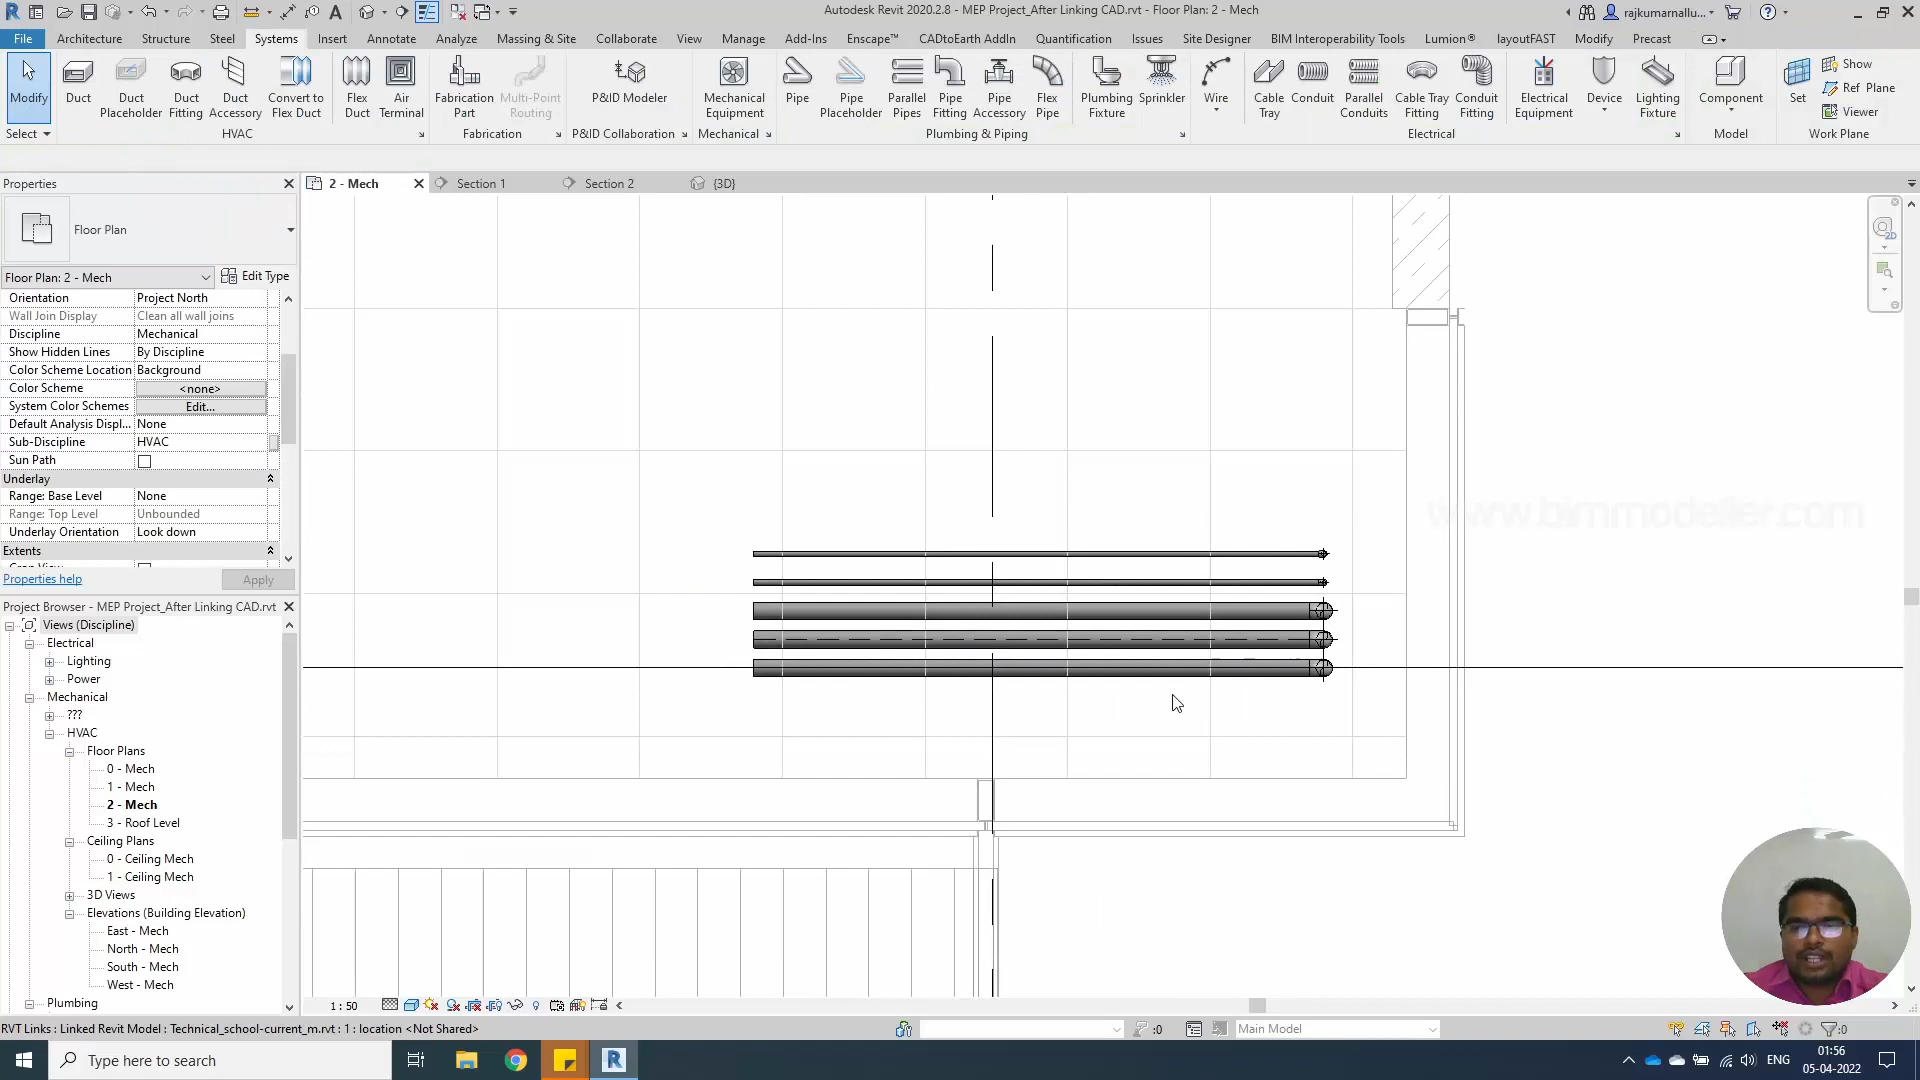 Autodesk Revit 2020.2.8 - MEP Project_After Linking CAD.rvt - Floor Plan: 2 - Mech
rajkumarnallu...
File Architecture Structure Steel Systems Insert Annotate Analyze Massing & Site Collaborate View Manage Add-Ins Enscape™ CADtoEarth AddIn Quantification Issues Site Designer BIM Interoperability Tools Lumion® layoutFAST Modify Precast
Modify Duct Duct Placeholder Duct Fitting Duct Accessory Convert to Flex Duct Flex Duct Air Terminal Fabrication Part Multi-Point Routing P&ID Modeler Mechanical Equipment Pipe Pipe Placeholder Parallel Pipes Pipe Fitting Pipe Accessory Flex Pipe Plumbing Fixture Sprinkler Wire Cable Tray Conduit Parallel Conduits Cable Tray Fitting Conduit Fitting Electrical Equipment Device Lighting Fixture Component Set Show Ref Plane Viewer
Select HVAC Fabrication P&ID Collaboration Mechanical Plumbing & Piping Electrical Model Work Plane
Properties
2 - Mech Section 1 Section 2 {3D}
Floor Plan
Floor Plan: 2 - Mech Edit Type
Orientation Project North
Wall Join Display Clean all wall joins
Discipline Mechanical
Show Hidden Lines By Discipline
Color Scheme Location Background
Color Scheme <none>
System Color Schemes Edit...
Default Analysis Displ... None
Sub-Discipline HVAC
Sun Path
Underlay
Range: Base Level None
Range: Top Level Unbounded
Underlay Orientation Look down
Extents
Properties help Apply
Project Browser - MEP Project_After Linking CAD.rvt
Views (Discipline)
Electrical
Lighting
Power
Mechanical
???
HVAC
Floor Plans
0 - Mech
1 - Mech
2 - Mech
3 - Roof Level
Ceiling Plans
0 - Ceiling Mech
1 - Ceiling Mech
3D Views
Elevations (Building Elevation)
East - Mech
North - Mech
South - Mech
West - Mech
Plumbing
www.bimmodeller.com
2D
1 : 50
RVT Links : Linked Revit Model : Technical_school-current_m.rvt : 1 : location <Not Shared>
:0
Main Model
:0
Type here to search
ENG
01:56
05-04-2022